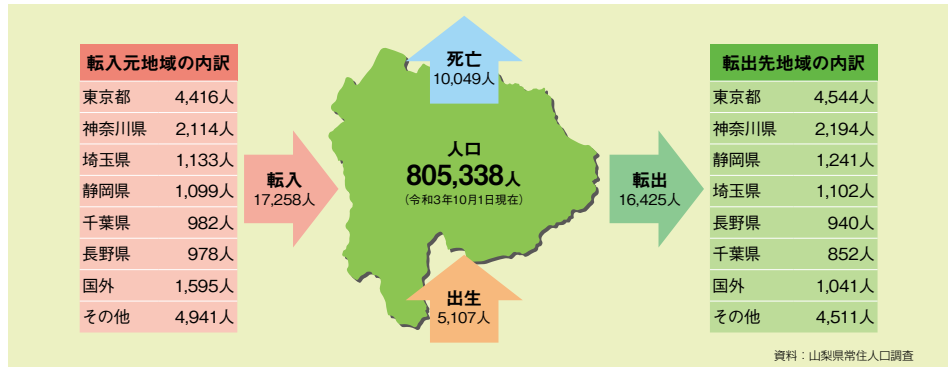 転入元地域の内訳
東京都 4,416人
神奈川県 2,114人
埼玉県 1,133人
静岡県 1,099人
千葉県 982人
長野県 978人
国外 1,595人
その他 4,941人
転入
17,258人
死亡
10,049人
人口
805,338人
(令和3年10月1日現在)
出生
5,107人
転出
16,425人
転出先地域の内訳
東京都 4,544人
神奈川県 2,194人
静岡県 1,241人
埼玉県 1,102人
長野県 940人
千葉県 852人
国外 1,041人
その他 4,511人
資料：山梨県常住人口調査